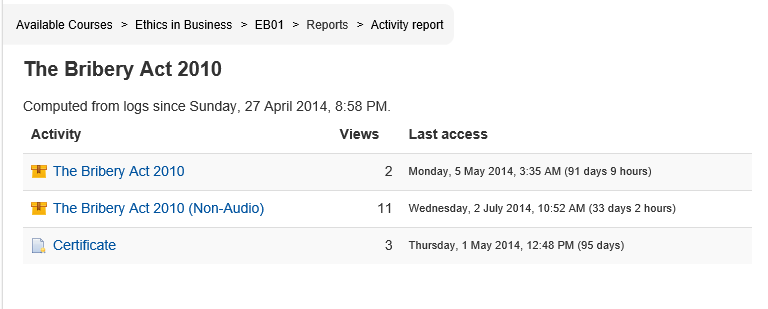 Available Courses > Ethics in Business > EB01 > Reports > Activity report
The Bribery Act 2010
Computed from logs since Sunday, 27 April 2014, 8:58 PM.
Activity Views Last access
The Bribery Act 2010 2 Monday, 5 May 2014, 3:35 AM (91 days 9 hours)
The Bribery Act 2010 (Non-Audio) 11 Wednesday, 2 July 2014, 10:52 AM (33 days 2 hours)
Certificate 3 Thursday, 1 May 2014, 12:48 PM (95 days)